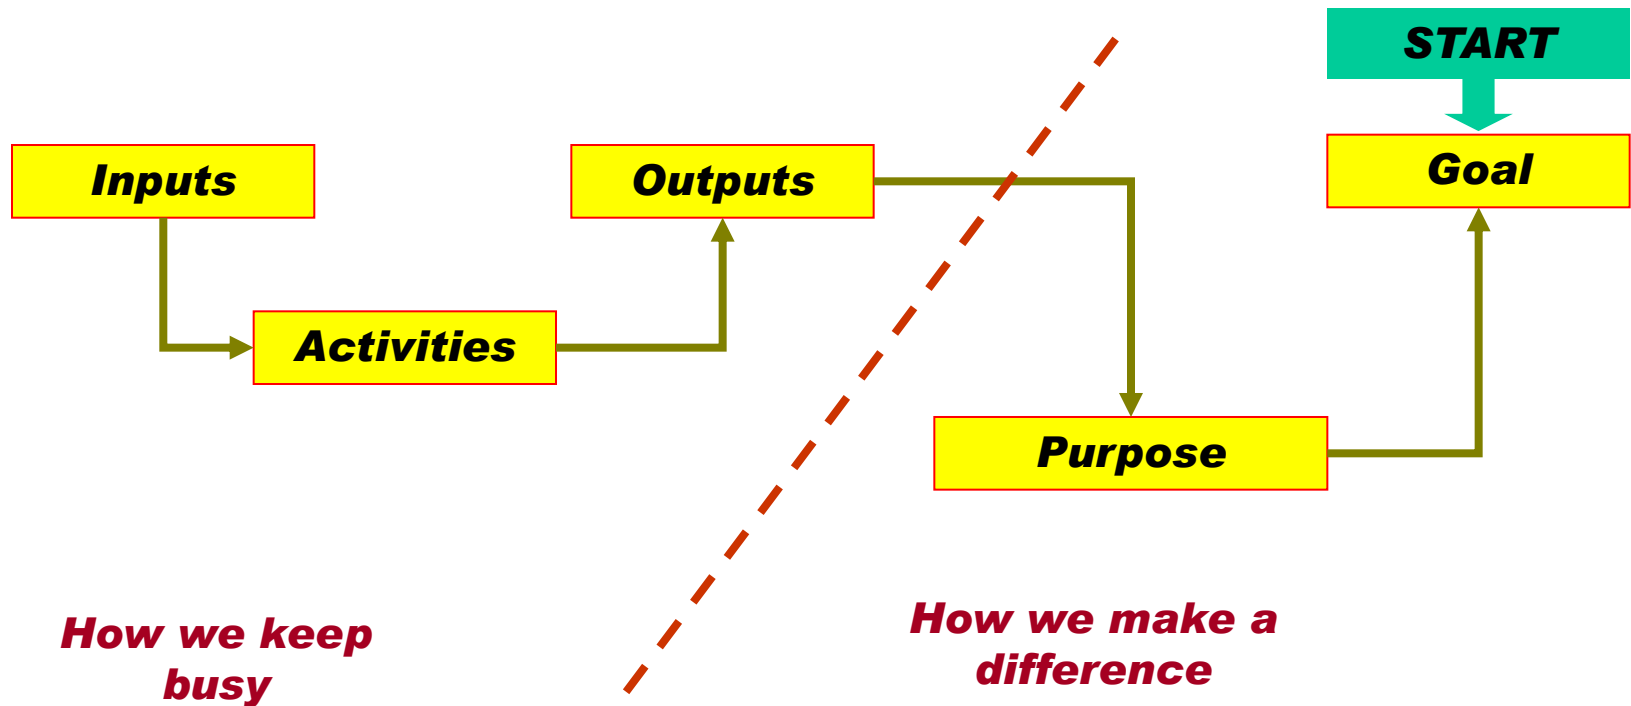 START
Inputs
Outputs
Goal
Activities
Purpose
How we keep
busy
How we make a
difference